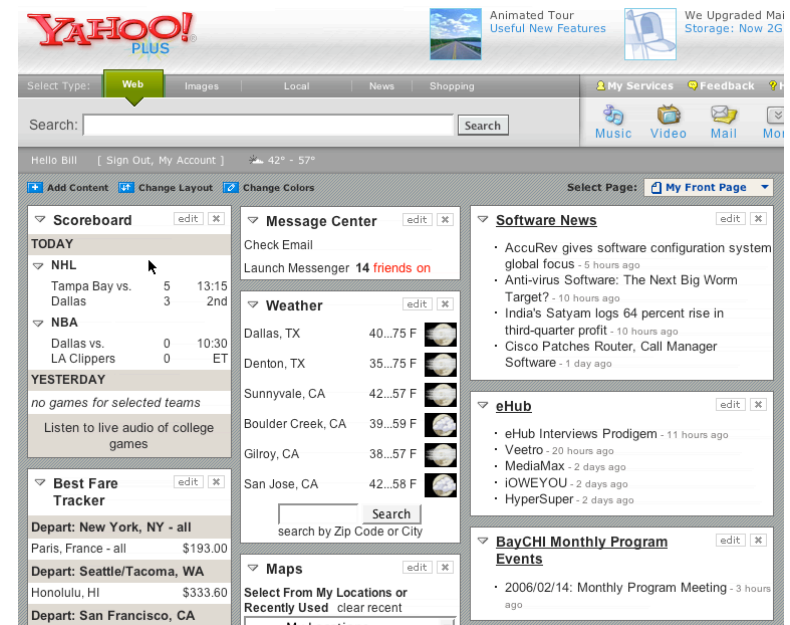 YAHOO!
PLUS
Animated Tour
Useful New Features
We Upgraded Mai
Storage: Now 2G
Select Type:
Web
Images
Local
News
Shopping
My Services
Feedback
Search:
Search
Music
Video
Mail
Mor
Hello Bill [ Sign Out, My Account ] 42° - 57°
Add Content
Change Layout
Change Colors
Select Page:
My Front Page
Scoreboard
edit
TODAY
NHL
Tampa Bay vs. 5 13:15
Dallas 3 2nd
NBA
Dallas vs. 0 10:30
LA Clippers 0 ET
YESTERDAY
no games for selected teams
Listen to live audio of college
games
Best Fare
Tracker
edit
Depart: New York, NY - all
Paris, France - all $193.00
Depart: Seattle/Tacoma, WA
Honolulu, HI $333.60
Depart: San Francisco, CA
Message Center
edit
Check Email
Launch Messenger 14 friends on
Weather
edit
Dallas, TX 40...75 F
Denton, TX 35...75 F
Sunnyvale, CA 42...57 F
Boulder Creek, CA 39...59 F
Gilroy, CA 38...57 F
San Jose, CA 42...58 F
Search
search by Zip Code or City
Maps
edit
Select From My Locations or
Recently Used clear recent
Software News
edit
· AccuRev gives software configuration system
global focus - 5 hours ago
· Anti-virus Software: The Next Big Worm
Target? - 10 hours ago
· India's Satyam logs 64 percent rise in
third-quarter profit - 10 hours ago
· Cisco Patches Router, Call Manager
Software - 1 day ago
eHub
edit
· eHub Interviews Prodigem - 11 hours ago
· Veetro - 20 hours ago
· MediaMax - 2 days ago
· iOWEYOU - 2 days ago
· HyperSuper - 2 days ago
BayCHI Monthly Program
Events
edit
· 2006/02/14: Monthly Program Meeting - 3 hours
ago